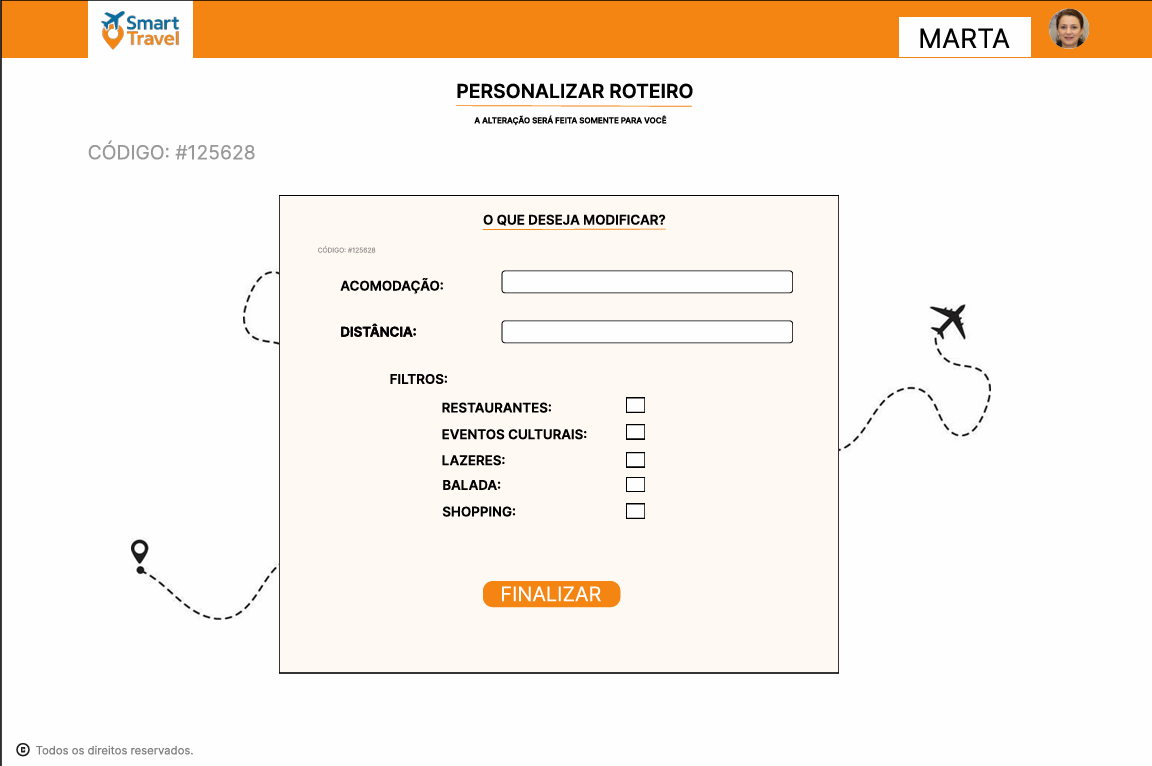 Smart
Travel
MARTA
PERSONALIZAR ROTEIRO
A ALTERAÇÃO SERÁ FEITA SOMENTE PARA VOCÊ
CÓDIGO: #125628
O QUE DESEJA MODIFICAR?
CÓDIGO: #125628
ACOMODAÇÃO:
DISTÂNCIA:
FILTROS:
RESTAURANTES:
EVENTOS CULTURAIS:
LAZERES:
BALADA:
SHOPPING:
FINALIZAR
© Todos os direitos reservados.